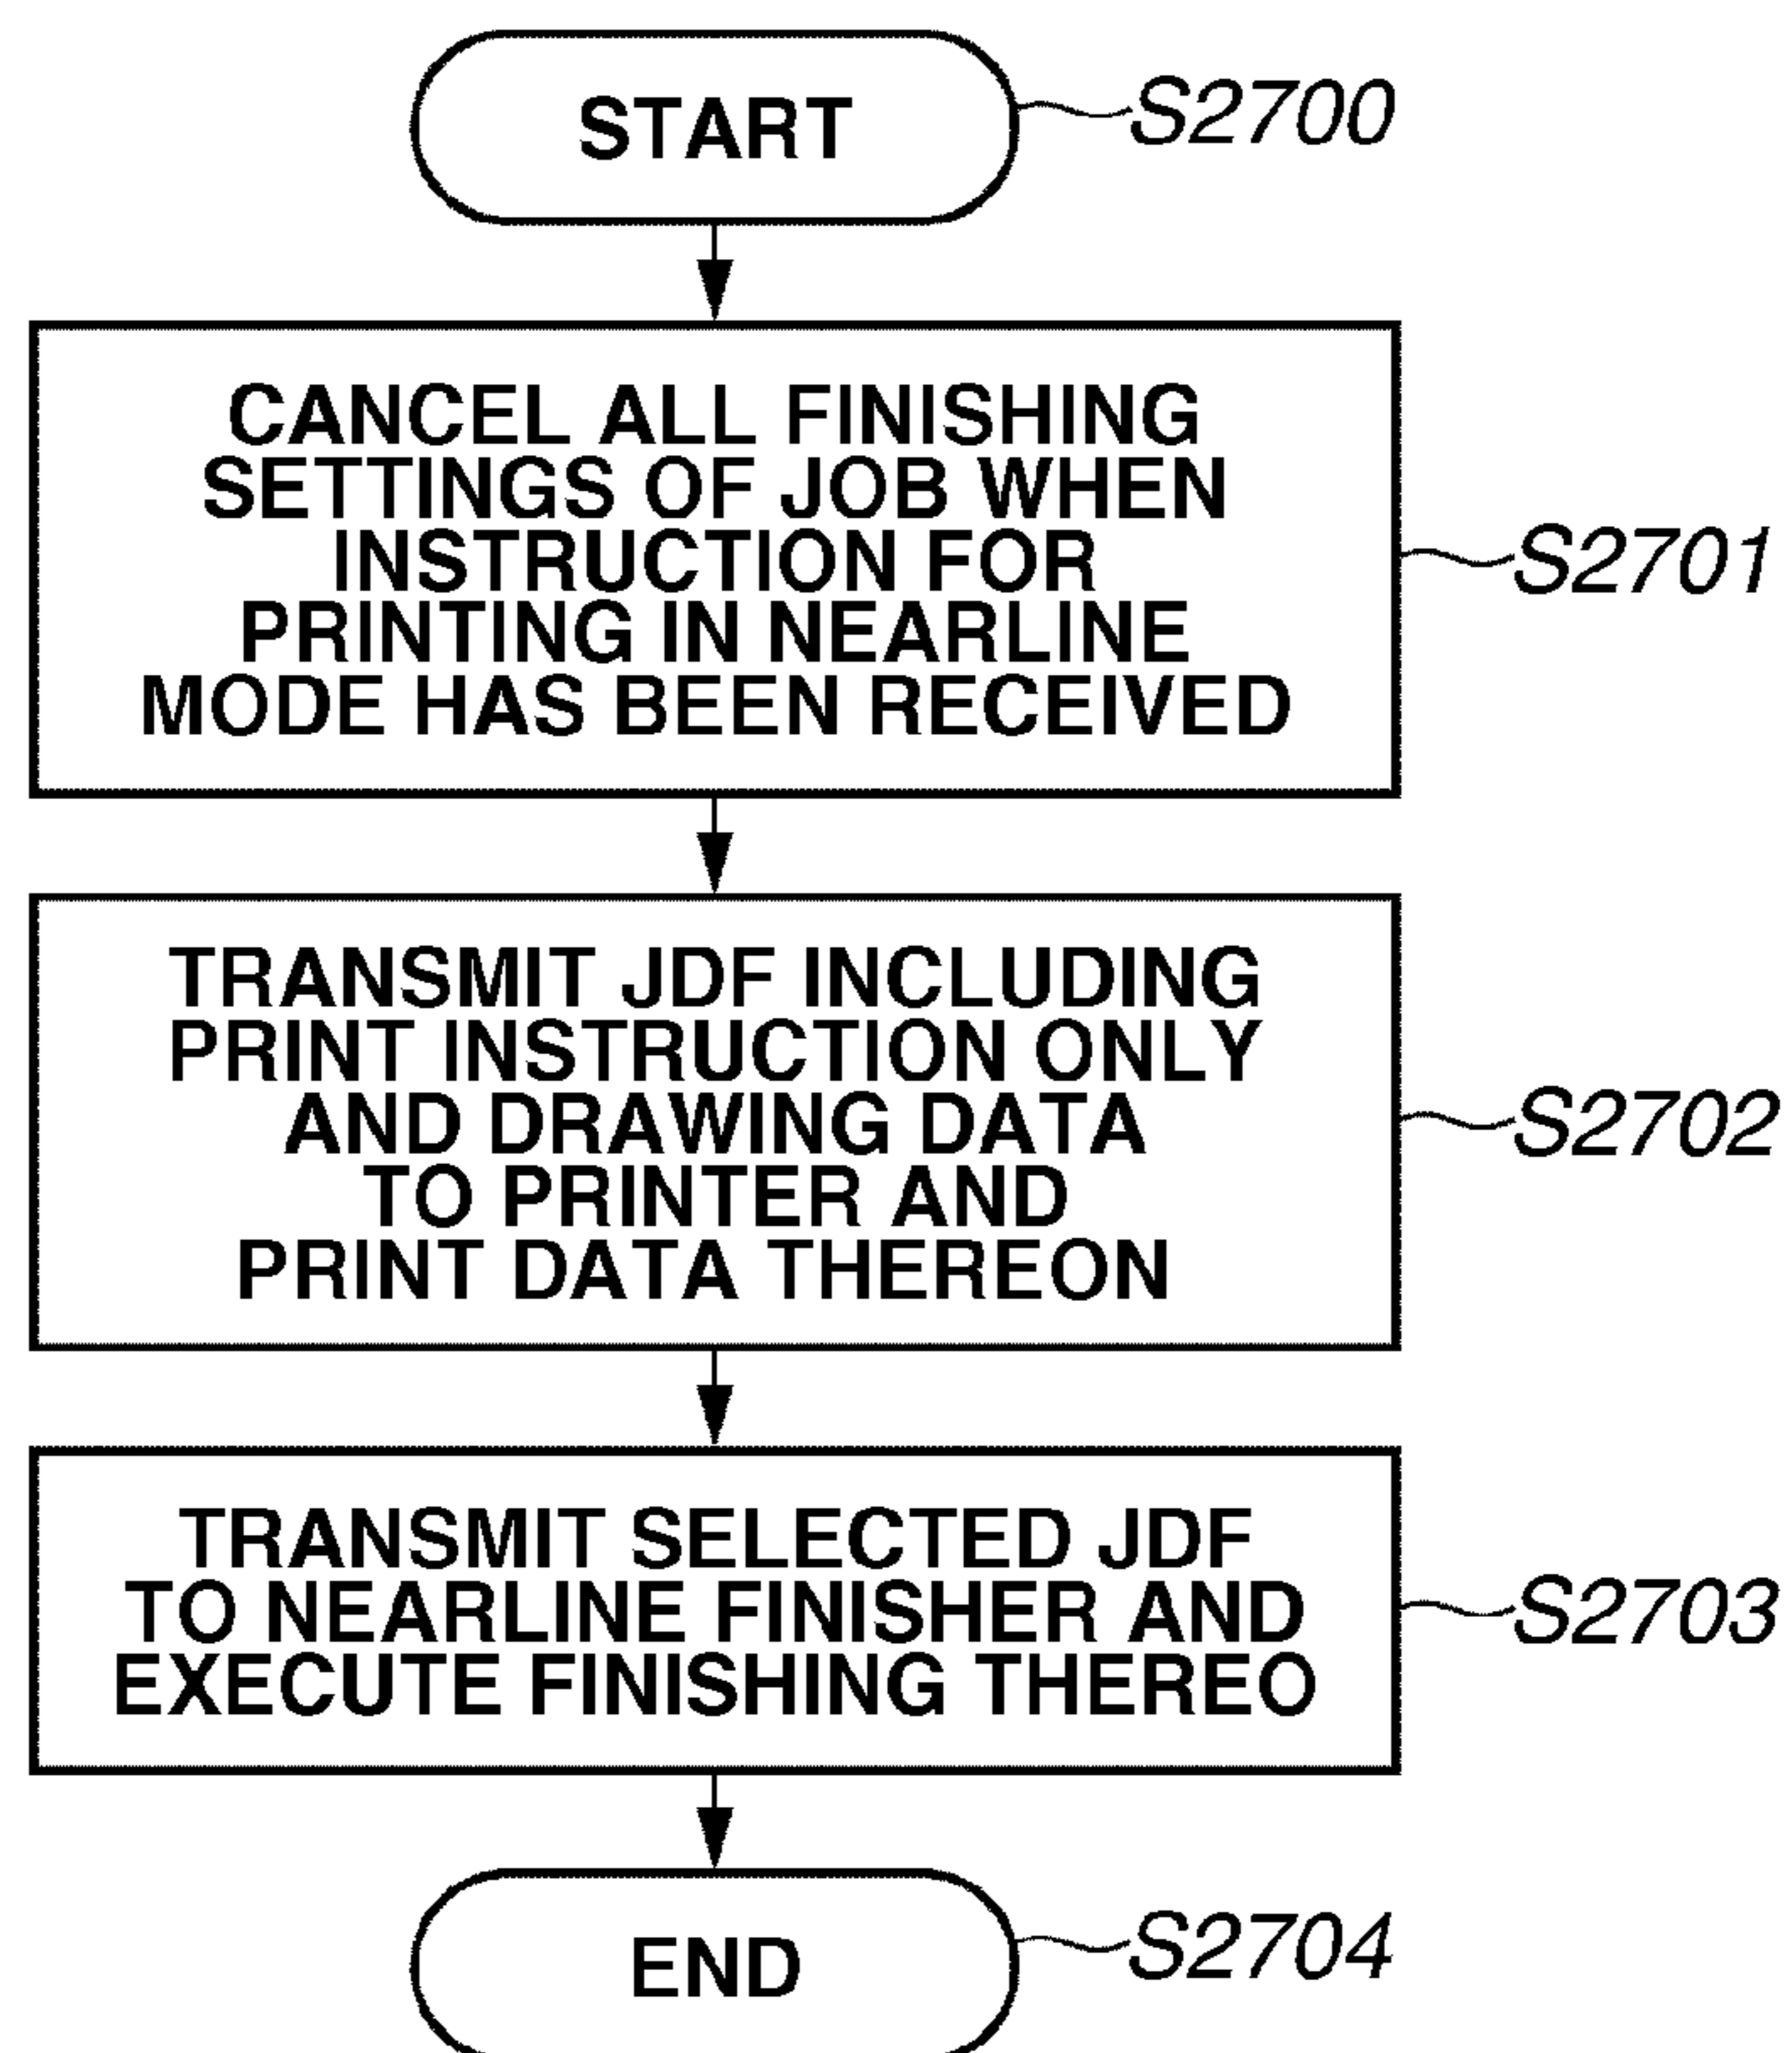 START
S2700
CANCEL ALL FINISHING
SETTINGS OF JOB WHEN
INSTRUCTION FOR
PRINTING IN NEARLINE
MODE HAS BEEN RECEIVED
S2701
TRANSMIT JDF INCLUDING
PRINT INSTRUCTION ONLY
AND DRAWING DATA
TO PRINTER AND
PRINT DATA THEREON
S2702
TRANSMIT SELECTED JDF
TO NEARLINE FINISHER AND
EXECUTE FINISHING THEREO
S2703
END
S2704